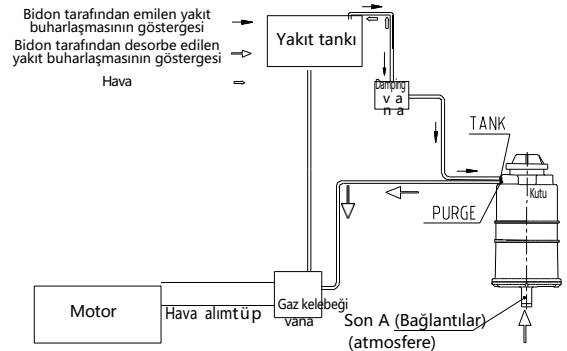 Bidon tarafından emilen yakıt
buharlaşmasının göstergesi
Bidon tarafından desorbe edilen
yakıt buharlaşmasının göstergesi
Hava
Yakıt tankı
Damping
v a
n a
TANK
Kutu
PURGE
Motor
Hava alımtüp
Gaz kelebeği
vana
Son A (Bağlantılar)
(atmosfere)